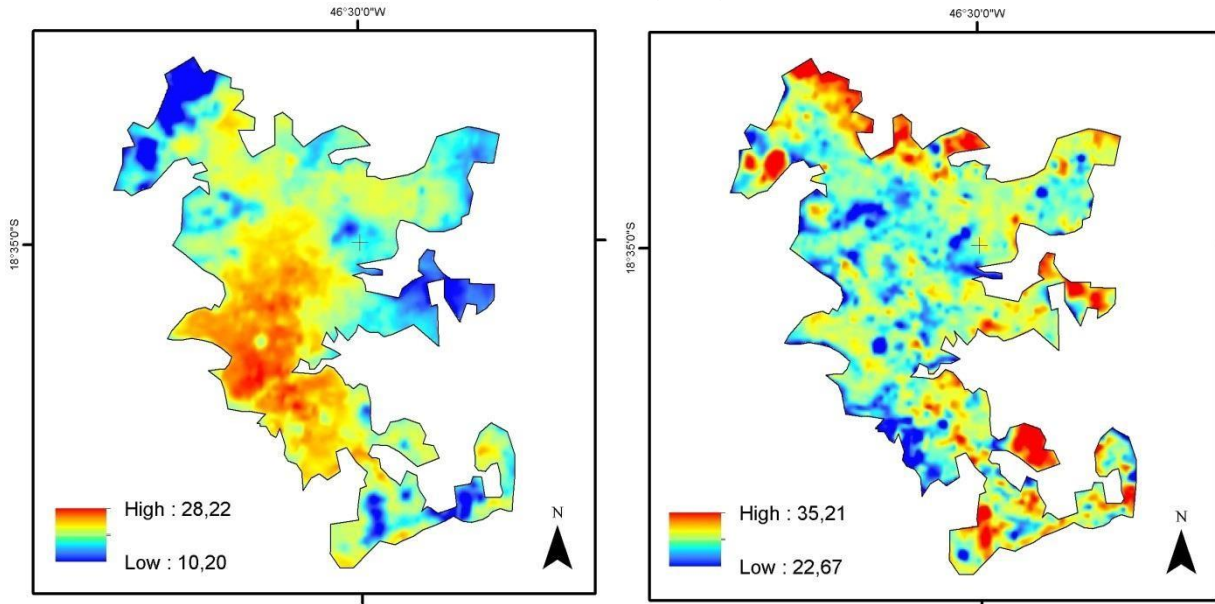 46°30'0"W
18°35'0"S
High : 28,22
Low : 10,20
N
46°30'0"W
18°35'0"S
High : 35,21
Low : 22,67
N